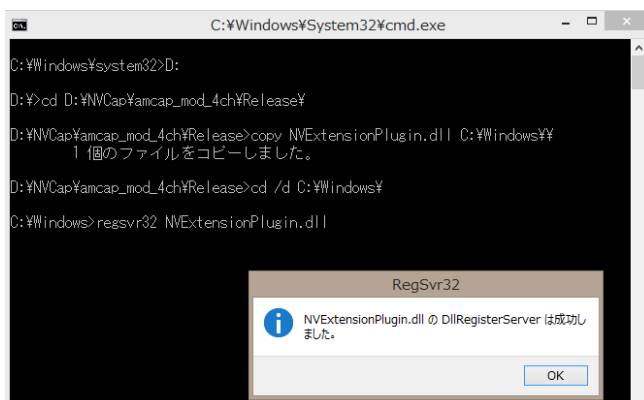 C:¥Windows¥System32¥cmd.exe
C:¥Windows¥system32>D:
D:¥>cd D:¥NVCap¥amcap_mod_4ch¥Release¥
D:¥NVCap¥amcap_mod_4ch¥Release>copy NVExtensionPlugin.dll C:¥Windows¥¥
1 個のファイルをコピーしました。
D:¥NVCap¥amcap_mod_4ch¥Release>cd /d C:¥Windows¥
C:¥Windows>regsvr32 NVExtensionPlugin.dll
RegSvr32
NVExtensionPlugin.dll の DllRegisterServer は成功し
ました。
OK